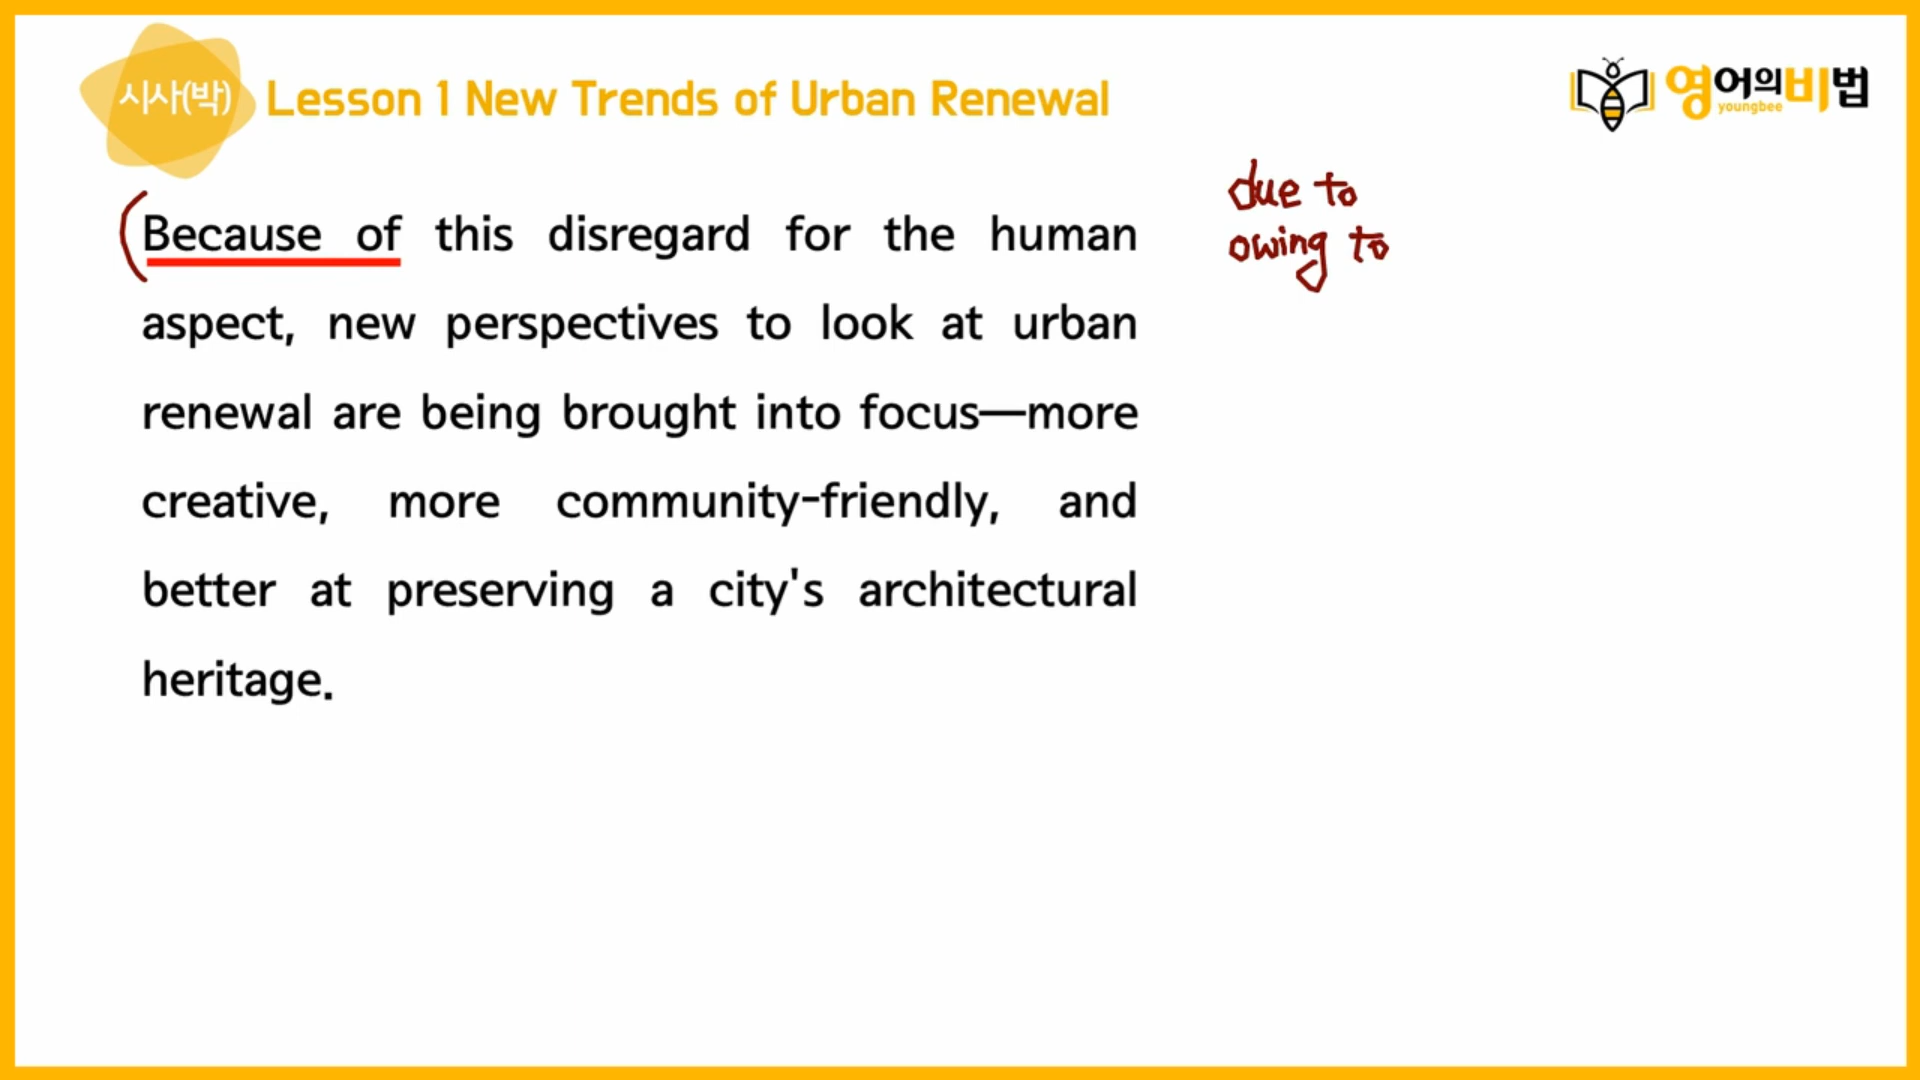 시사(박)
Lesson 1 New Trends of Urban Renewal
영어의비법
youngbee
due to
owing to
Because of this disregard for the human
aspect, new perspectives to look at urban
renewal are being brought into focus—more
creative, more community-friendly, and
better at preserving a city's architectural
heritage.